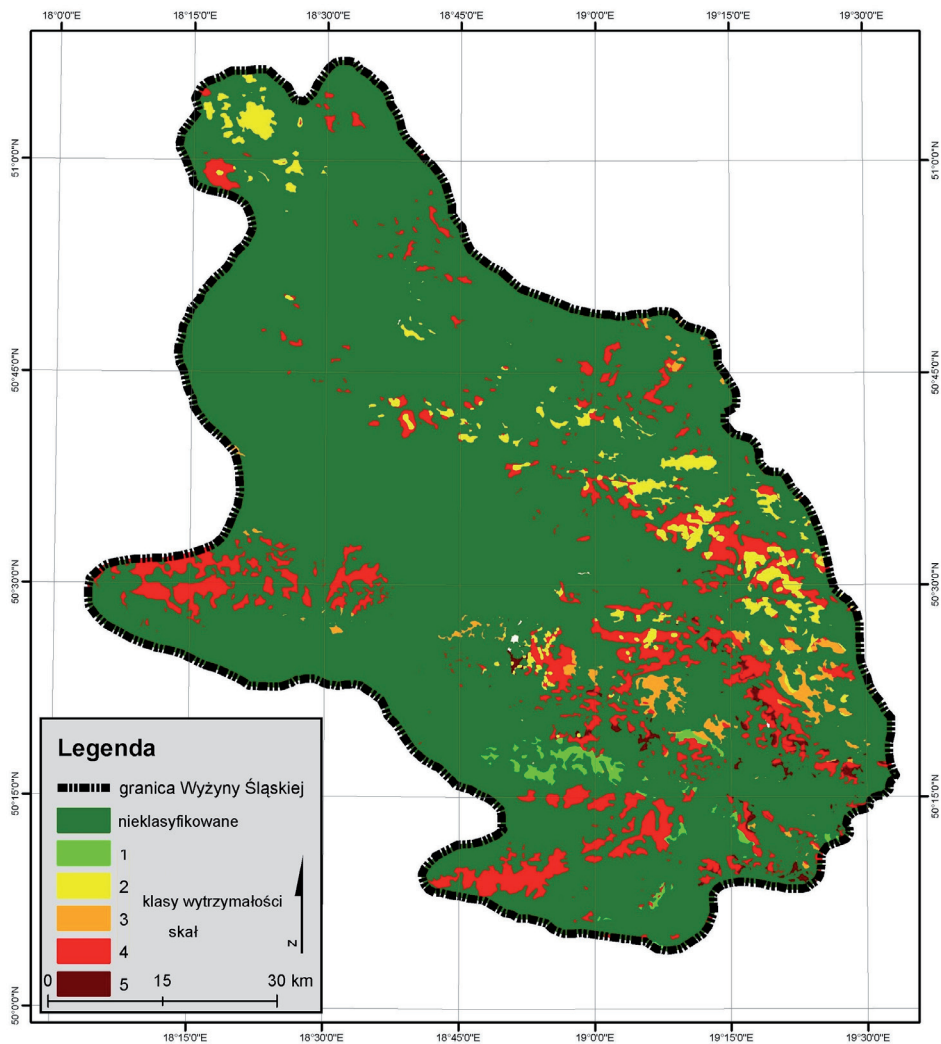 18°0'0"E 18°15'0"E 18°30'0"E 18°45'0"E 19°0'0"E 19°15'0"E 19°30'0"E
51°0'0"N 51°0'0"N
50°45'0"N 50°45'0"N
50°30'0"N 50°30'0"N
50°15'0"N 50°15'0"N
50°0'0"N
Legenda
granica Wyżyny Śląskiej
nieklasyfikowane
1
2
klasy wytrzymałości
3
skał
4
5
z
0 15 30 km
18°15'0"E 18°30'0"E 18°45'0"E 19°0'0"E 19°15'0"E 19°30'0"E